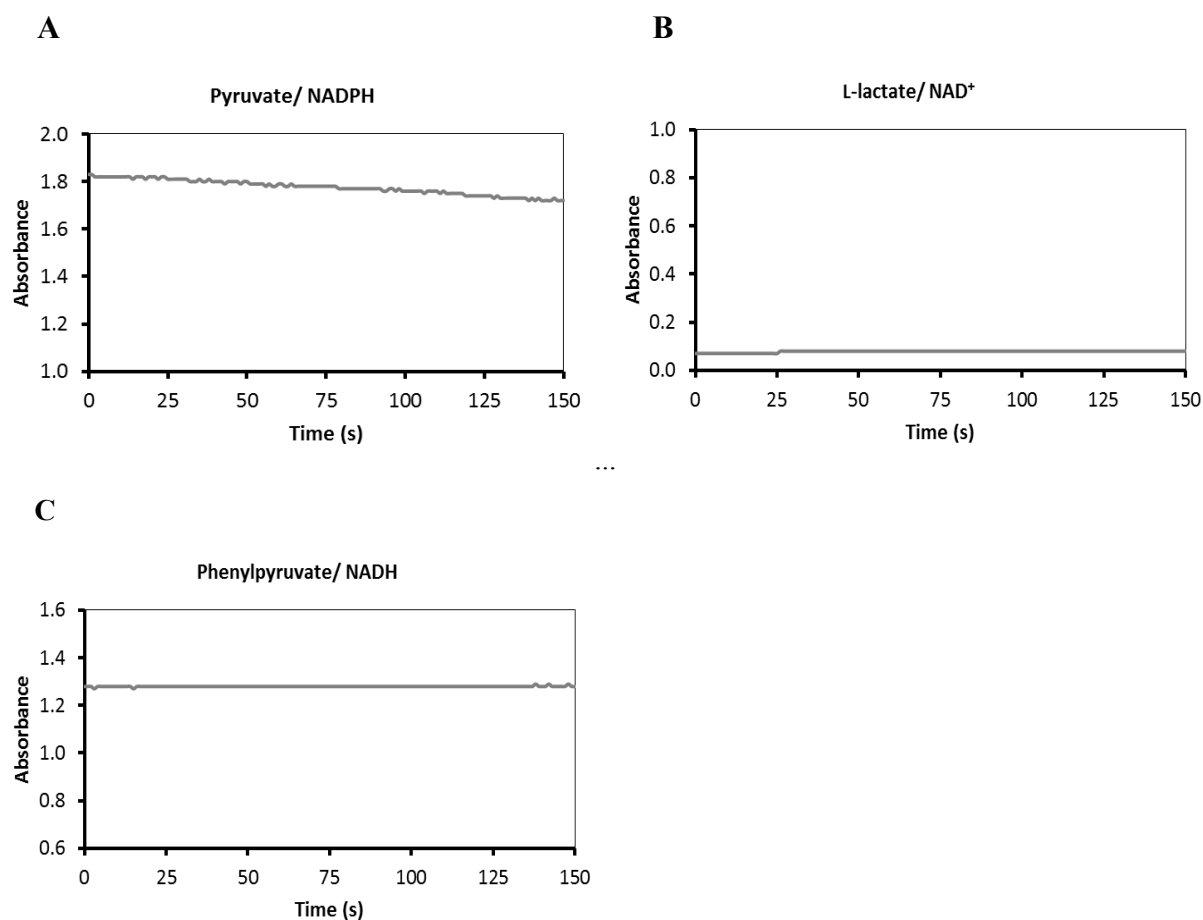 A
Pyruvate/ NADPH
2.0
1.8
1.6
1.4
1.2
1.0
Absorbance
0 25 50 75 100 125 150
Time (s)
B
L-lactate/ NAD⁺
1.0
0.8
0.6
0.4
0.2
0.0
Absorbance
0 25 50 75 100 125 150
Time (s)
...
C
Phenylpyruvate/ NADH
1.6
1.4
1.2
1.0
0.8
0.6
Absorbance
0 25 50 75 100 125 150
Time (s)